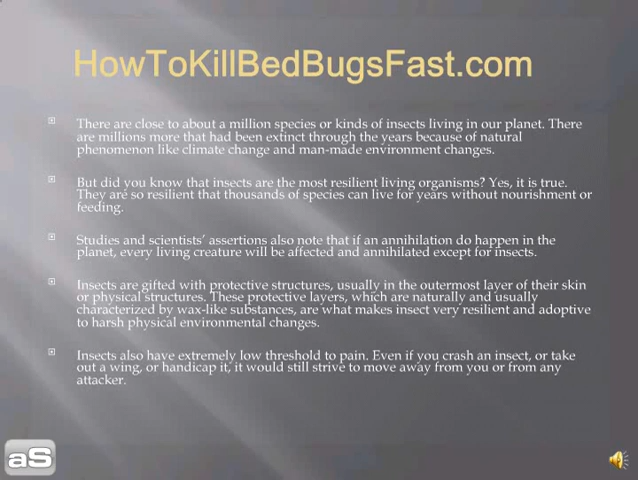 HowToKillBedBugsFast.com
There are close to about a million species or kinds of insects living in our planet. There
are millions more that had been extinct through the years because of natural
phenomenon like climate change and man-made environment changes.
But did you know that insects are the most resilient living organisms? Yes, it is true.
They are so resilient that thousands of species can live for years without nourishment or
feeding.
Studies and scientists' assertions also note that if an annihilation do happen in the
planet, every living creature will be affected and annihilated except for insects.
Insects are gifted with protective structures, usually in the outermost layer of their skin
or physical structures. These protective layers, which are naturally and usually
characterized by wax-like substances, are what makes insect very resilient and adoptive
to harsh physical environmental changes.
Insects also have extremely low threshold to pain. Even if you crash an insect, or take
out a wing, or handicap it, it would still strive to move away from you or from any
attacker.
aS